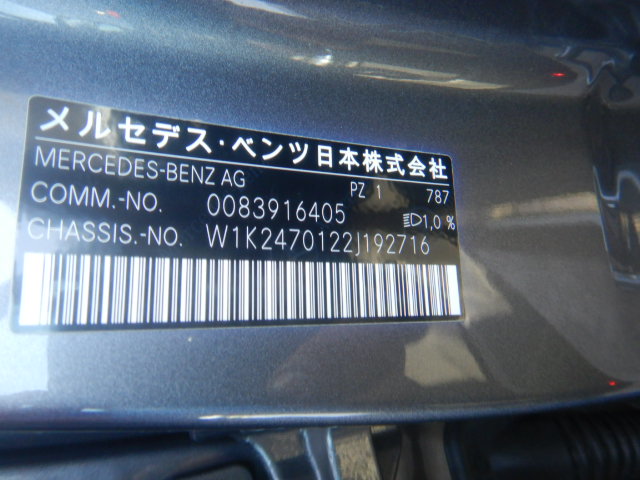 メルセデス・ベンツ日本株式会社
MERCEDES-BENZ AG PZ 1 787
COMM.-NO. 0083916405 1,0 %
CHASSIS.-NO. W1K2470122J192716